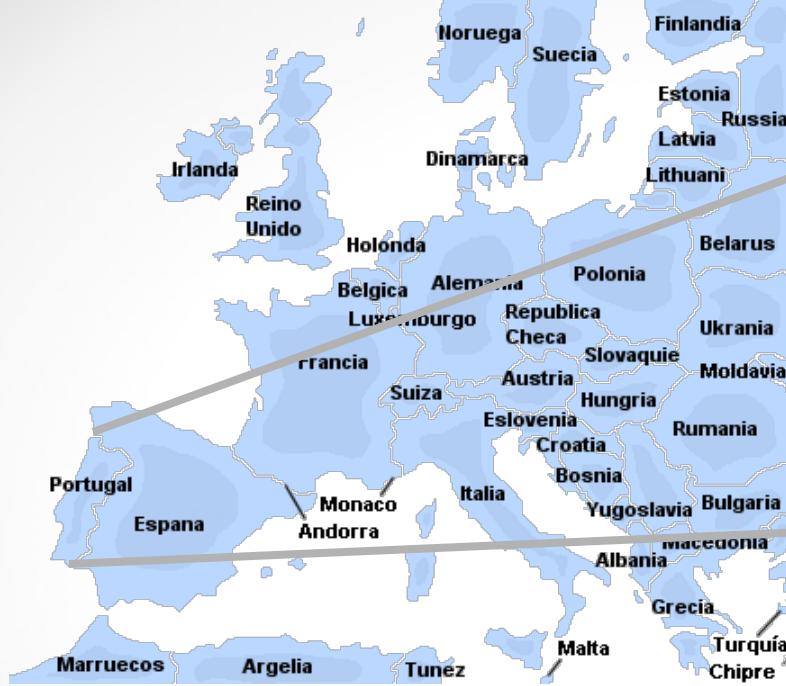 Noruega
Suecia
Finlandia
Estonia
Russia
Latvia
Dinamarca
Irlanda
Lithuani
Reino
Unido
Holonda
Belarus
Polonia
Belgica
Alemania
Luxemburgo
Republica
Checa
Ukrania
Francia
Slovaquie
Moldavia
Austria
Suiza
Hungria
Eslovenia
Rumania
Croatia
Bosnia
Portugal
Italia
Monaco
Yugoslavia
Bulgaria
Espana
Andorra
Macedonia
Albania
Grecia
Malta
Turquía
Marruecos
Argelia
Tunez
Chipre